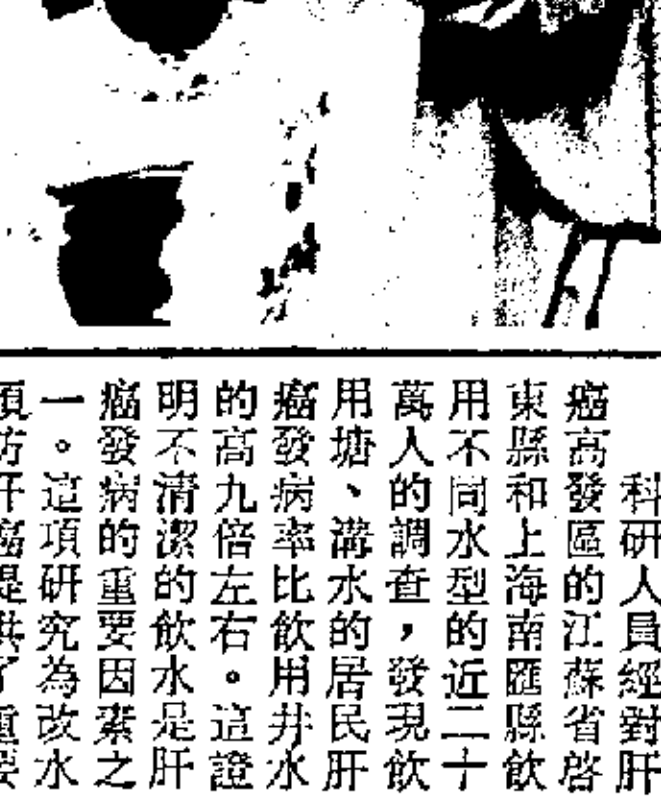 科研人員經對肝
癌高發區的江蘇省啓
東縣和上海南匯縣飲
用不同水型的近二十
萬人的調查，發現飲
用塘、溝水的居民肝
癌發病率比飲用井水
的高九倍左右。這證
明不清潔的飲水是肝
癌發病的重要因素之
一。這項研究為改水
預防肝癌提供了重要